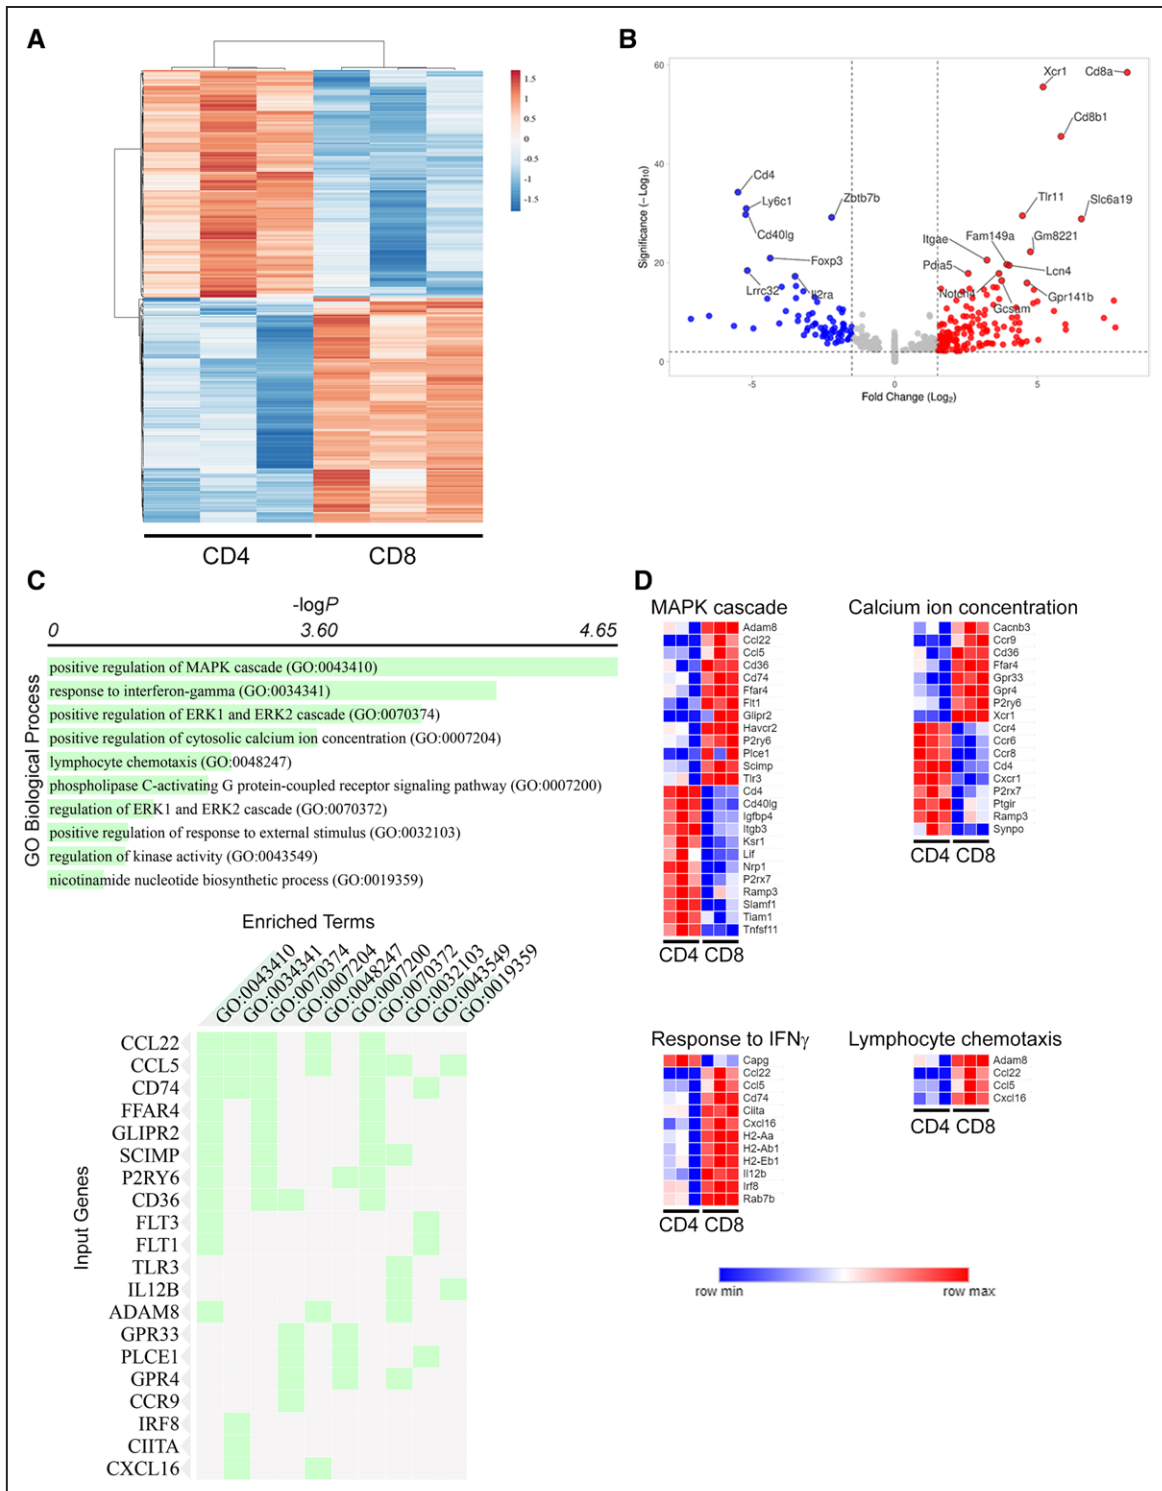 A
1.5
1
0.5
0
-0.5
-1
-1.5
CD4
CD8
B
60
40
20
0
Significance (−Log10)
-5
0
5
Fold Change (Log2)
Xcr1
Cd8a
Cd8b1
Cd4
Ly6c1
Zbtb7b
Cd40lg
Foxp3
Lrrc32
Il2ra
Tlr11
Slc6a19
Itgae
Fam149a
Gm8221
Pdia5
Lcn4
Notch4
Gpr141b
Gcsam
C
-logP
0
3.60
4.65
GO Biological Process
positive regulation of MAPK cascade (GO:0043410)
response to interferon-gamma (GO:0034341)
positive regulation of ERK1 and ERK2 cascade (GO:0070374)
positive regulation of cytosolic calcium ion concentration (GO:0007204)
lymphocyte chemotaxis (GO:0048247)
phospholipase C-activating G protein-coupled receptor signaling pathway (GO:0007200)
regulation of ERK1 and ERK2 cascade (GO:0070372)
positive regulation of response to external stimulus (GO:0032103)
regulation of kinase activity (GO:0043549)
nicotinamide nucleotide biosynthetic process (GO:0019359)
Enriched Terms
GO:0043410
GO:0034341
GO:0070374
GO:0007204
GO:0048247
GO:0007200
GO:0070372
GO:0032103
GO:0043549
GO:0019359
Input Genes
CCL22
CCL5
CD74
FFAR4
GLIPR2
SCIMP
P2RY6
CD36
FLT3
FLT1
TLR3
IL12B
ADAM8
GPR33
PLCE1
GPR4
CCR9
IRF8
CIITA
CXCL16
D
MAPK cascade
Adam8
Ccl22
Ccl5
Cd36
Cd74
Ffar4
Flt1
Glipr2
Havcr2
P2ry6
Plce1
Scimp
Tlr3
Cd4
Cd40lg
Igfbp4
Itgb3
Ksr1
Lif
Nrp1
P2rx7
Ramp3
Slamf1
Tiam1
Tnfsf11
CD4
CD8
Calcium ion concentration
Cacnb3
Ccr9
Cd36
Ffar4
Gpr33
Gpr4
P2ry6
Xcr1
Ccr4
Ccr6
Ccr8
Cd4
Cxcr1
P2rx7
Ptgir
Ramp3
Synpo
CD4
CD8
Response to IFNγ
Capg
Ccl22
Ccl5
Cd74
Ciita
Cxcl16
H2-Aa
H2-Ab1
H2-Eb1
Il12b
Irf8
Rab7b
CD4
CD8
Lymphocyte chemotaxis
Adam8
Ccl22
Ccl5
Cxcl16
CD4
CD8
row min
row max